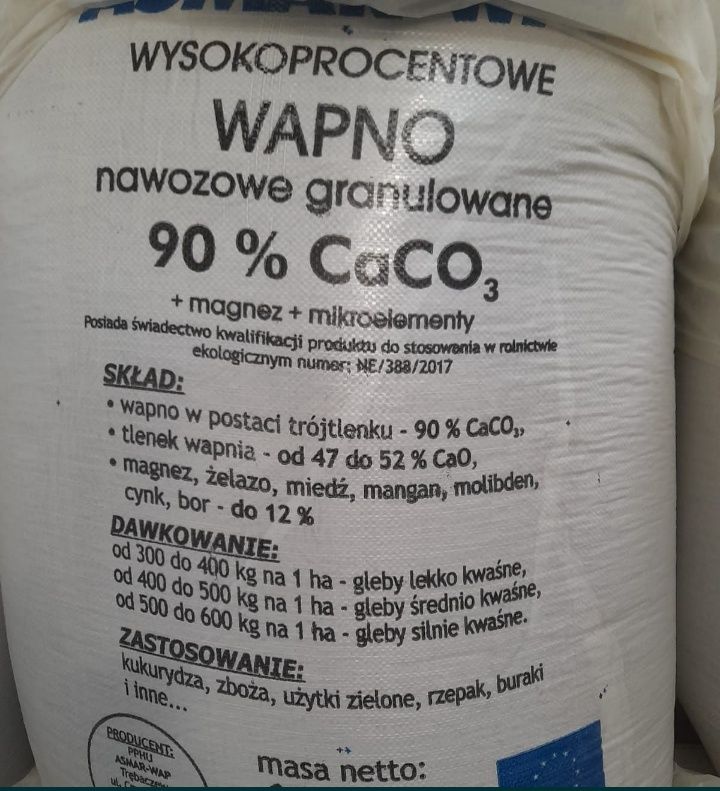 WYSOKOPROCENTOWE
WAPNO
nawozowe granulowane
90 % CaCO₃
+ magnez + mikroelementy
Posiada świadectwo kwalifikacji produktu do stosowania w rolnictwie
ekologicznym numer: NE/388/2017
SKŁAD:
• wapno w postaci trójtlenku - 90 % CaCO₃,
• tlenek wapnia - od 47 do 52 % CaO,
• magnez, żelazo, miedź, mangan, molibden,
cynk, bor - do 12 %
DAWKOWANIE:
od 300 do 400 kg na 1 ha - gleby lekko kwaśne,
od 400 do 500 kg na 1 ha - gleby średnio kwaśne,
od 500 do 600 kg na 1 ha - gleby silnie kwaśne.
ZASTOSOWANIE:
kukurydza, zboża, użytki zielone, rzepak, buraki
i inne...
PRODUCENT:
PPHU
ASMAR-WAP
masa netto: